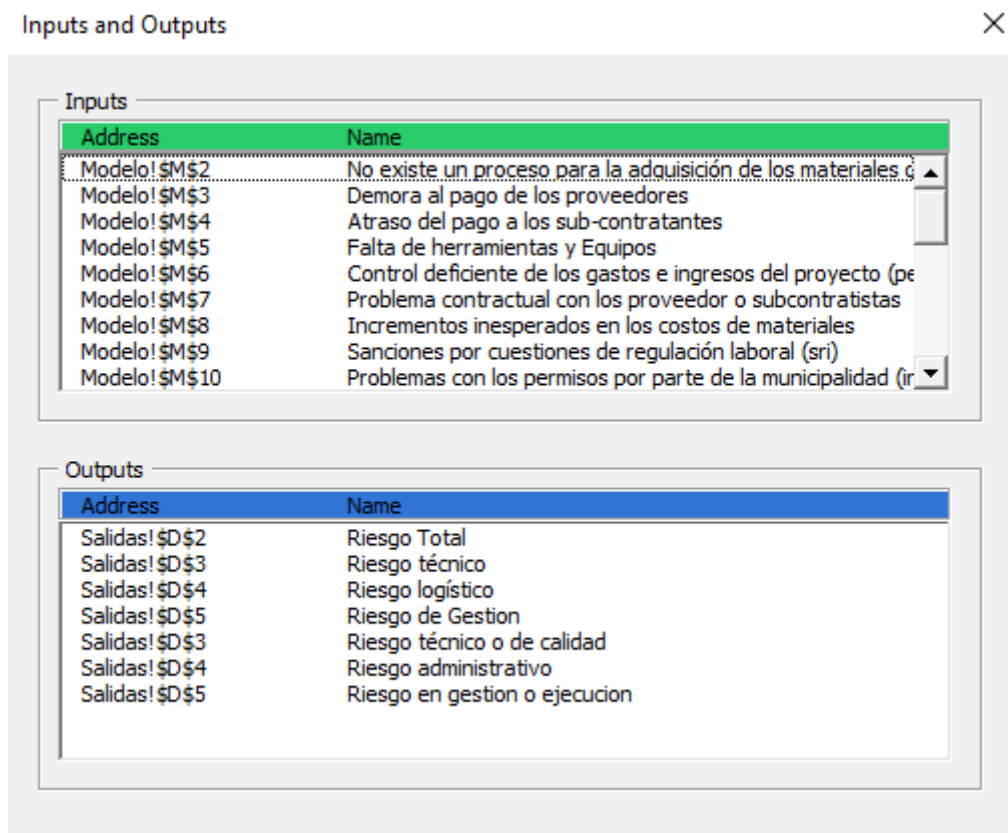 Inputs and Outputs
Inputs
Address Name
Modelo!$M$2 No existe un proceso para la adquisición de los materiales
Modelo!$M$3 Demora al pago de los proveedores
Modelo!$M$4 Atraso del pago a los sub-contratantes
Modelo!$M$5 Falta de herramientas y Equipos
Modelo!$M$6 Control deficiente de los gastos e ingresos del proyecto (pe
Modelo!$M$7 Problema contractual con los proveedor o subcontratistas
Modelo!$M$8 Incrementos inesperados en los costos de materiales
Modelo!$M$9 Sanciones por cuestiones de regulación laboral (sri)
Modelo!$M$10 Problemas con los permisos por parte de la municipalidad (ir
Outputs
Address Name
Salidas!$D$2 Riesgo Total
Salidas!$D$3 Riesgo técnico
Salidas!$D$4 Riesgo logístico
Salidas!$D$5 Riesgo de Gestion
Salidas!$D$3 Riesgo técnico o de calidad
Salidas!$D$4 Riesgo administrativo
Salidas!$D$5 Riesgo en gestion o ejecucion